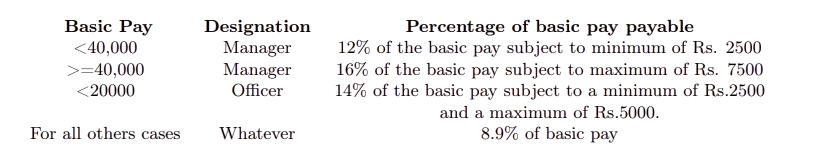 Basic Pay Designation Percentage of basic pay payable
<40,000 Manager 12% of the basic pay subject to minimum of Rs. 2500
>=40,000 Manager 16% of the basic pay subject to maximum of Rs. 7500
<20000 Officer 14% of the basic pay subject to a minimum of Rs.2500
and a maximum of Rs.5000.
For all others cases Whatever 8.9% of basic pay